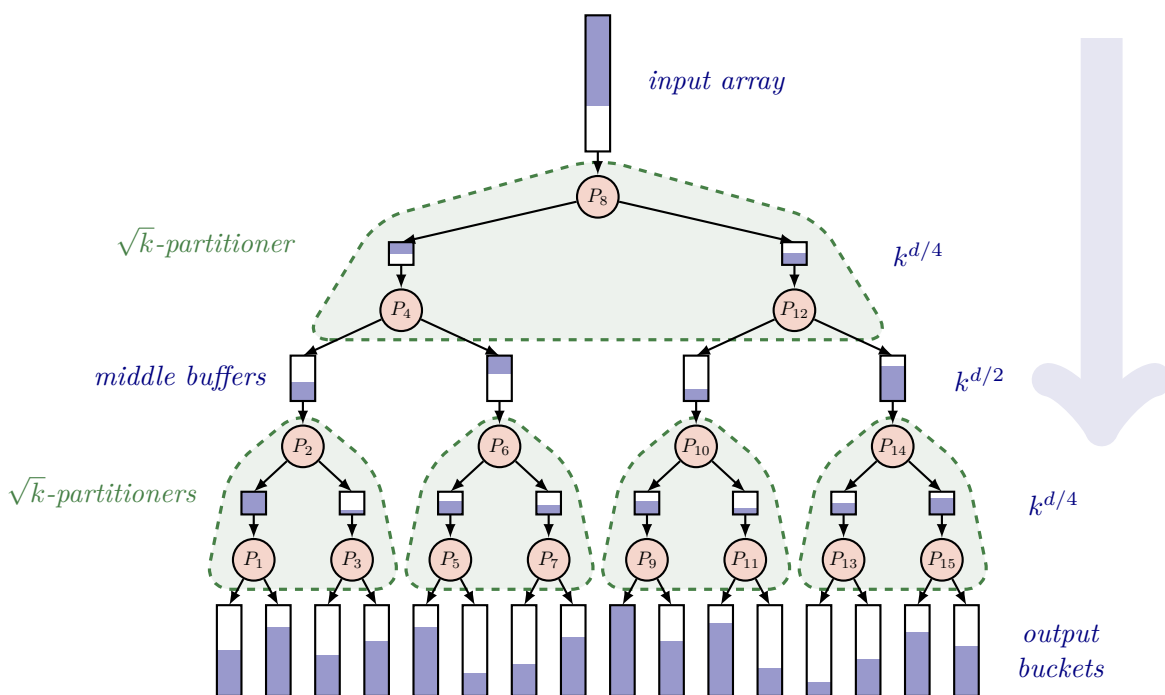 input array
P₈
√k-partitioner
k^{d/4}
P₄
P₁₂
middle buffers
k^{d/2}
P₂
P₆
P₁₀
P₁₄
√k-partitioners
k^{d/4}
P₁
P₃
P₅
P₇
P₉
P₁₁
P₁₃
P₁₅
output
buckets